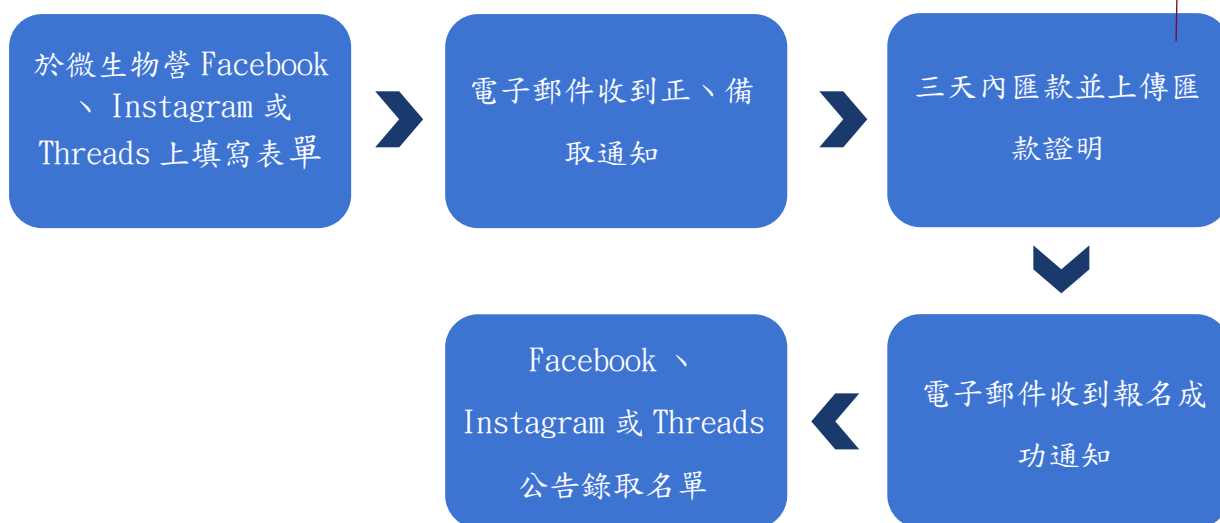 於微生物營 Facebook
、 Instagram 或
Threads 上填寫表單
電子郵件收到正、備
取通知
三天內匯款並上傳匯
款證明
電子郵件收到報名成
功通知
Facebook 、
Instagram 或 Threads
公告錄取名單